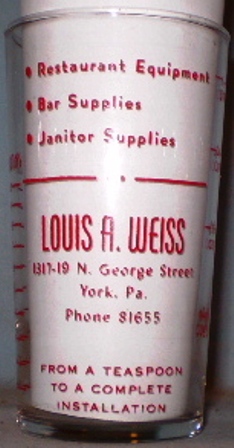 • Restaurant Equipment
• Bar Supplies
• Janitor Supplies
LOUIS A. WEISS
1317-19 N. George Street
York, Pa.
Phone 81655
FROM A TEASPOON
TO A COMPLETE
INSTALLATION